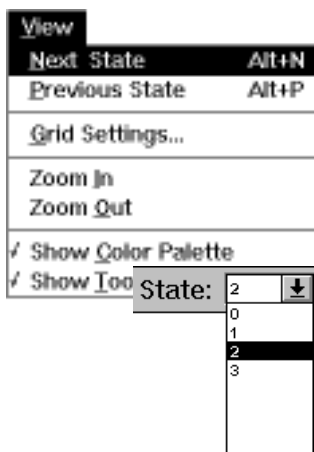 View
Next State Alt+N
Previous State Alt+P
Grid Settings...
Zoom In
Zoom Out
✓ Show Color Palette
✓ Show Too
State: 2
0
1
2
3